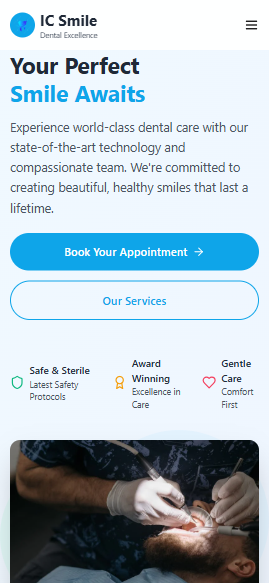 IC Smile
Dental Excellence
Your Perfect
Smile Awaits
Experience world-class dental care with our
state-of-the-art technology and
compassionate team. We're committed to
creating beautiful, healthy smiles that last a
lifetime.
Book Your Appointment →
Our Services
Safe & Sterile
Latest Safety
Protocols
Award
Winning
Excellence in
Care
Gentle
Care
Comfort
First